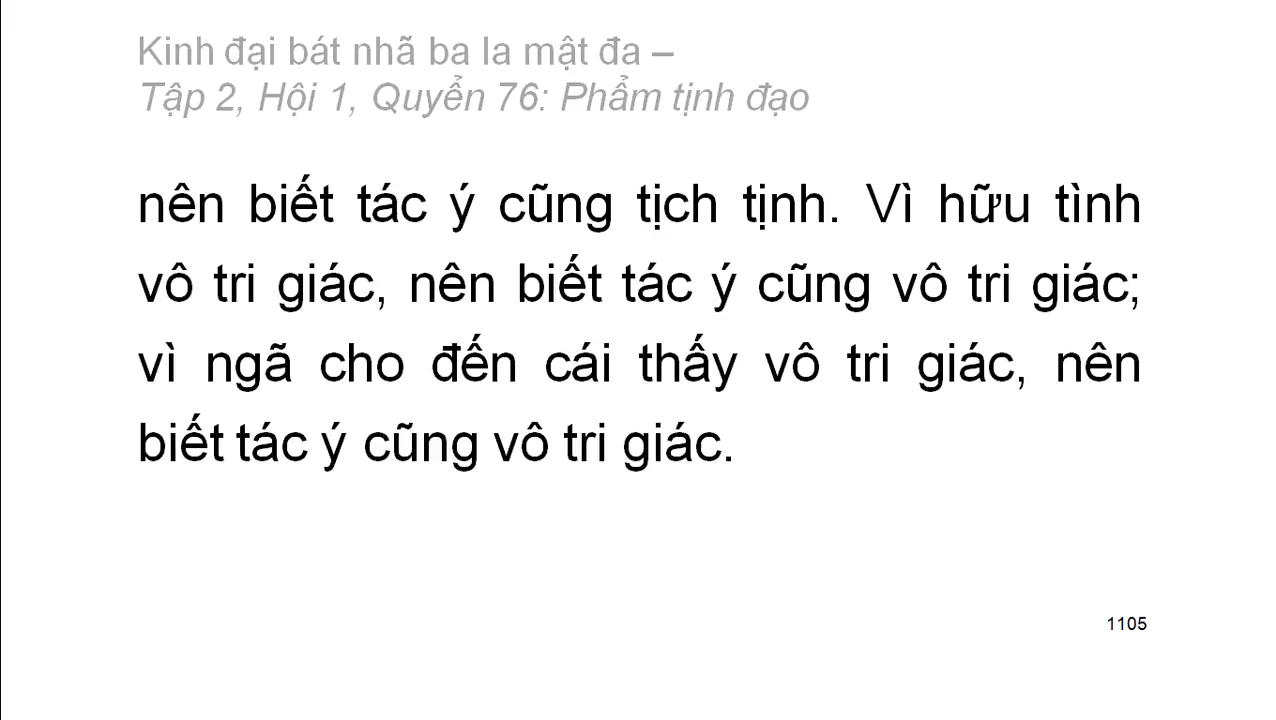 Kinh đại bát nhã ba la mật đa –
Tập 2, Hội 1, Quyển 76: Phẩm tịnh đạo
nên biết tác ý cũng tịch tịnh. Vì hữu tình
vô tri giác, nên biết tác ý cũng vô tri giác;
vì ngã cho đến cái thấy vô tri giác, nên
biết tác ý cũng vô tri giác.
1105